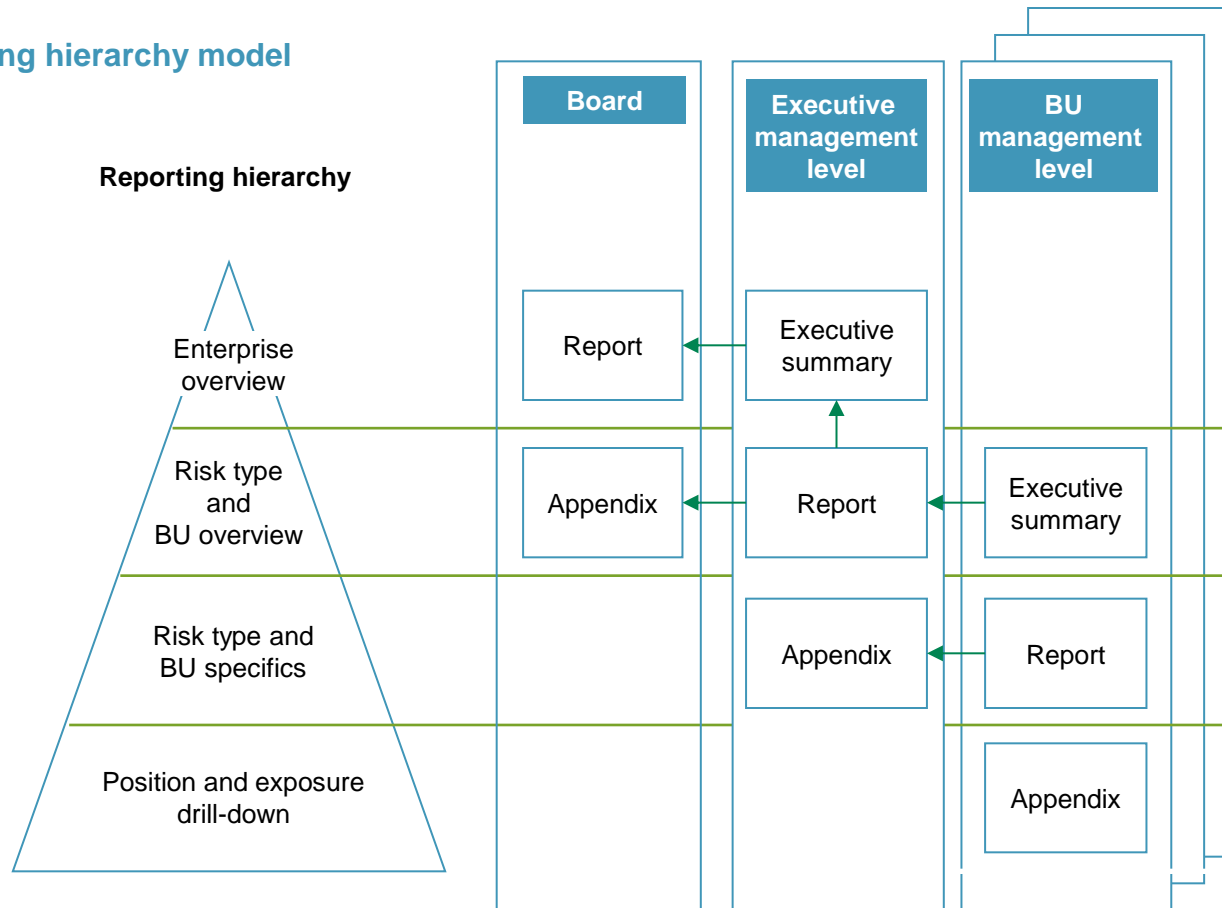 ng hierarchy model
Board
Executive
management
level
BU
management
level
Reporting hierarchy
Enterprise
overview
Report
Executive
summary
Risk type
and
BU overview
Appendix
Report
Executive
summary
Risk type and
BU specifics
Appendix
Report
Position and exposure
drill-down
Appendix